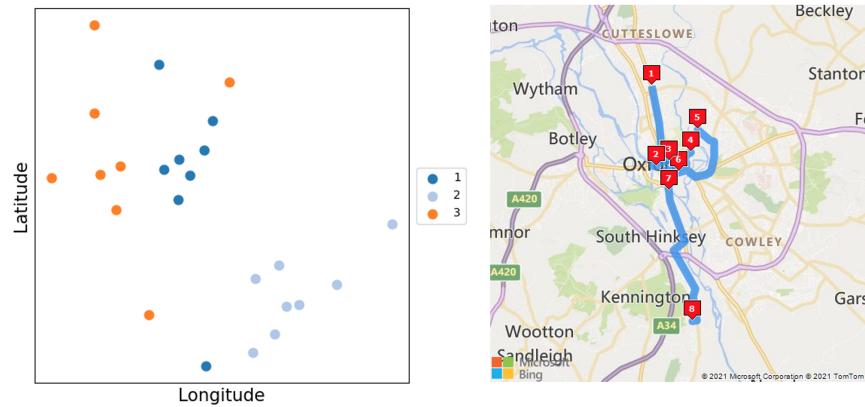 Latitude
Longitude
1
2
3
Beckley
ton
CUTTESLOWE
Stanton
1
Wytham
5
Botley
4
3
2
Oxfo
6
7
A420
mnor
South Hinksey
COWLEY
A420
Kennington
Gars
8
A34
Wootton
Sandleigh
Microsoft
Bing
© 2021 Microsoft Corporation © 2021 TomTom